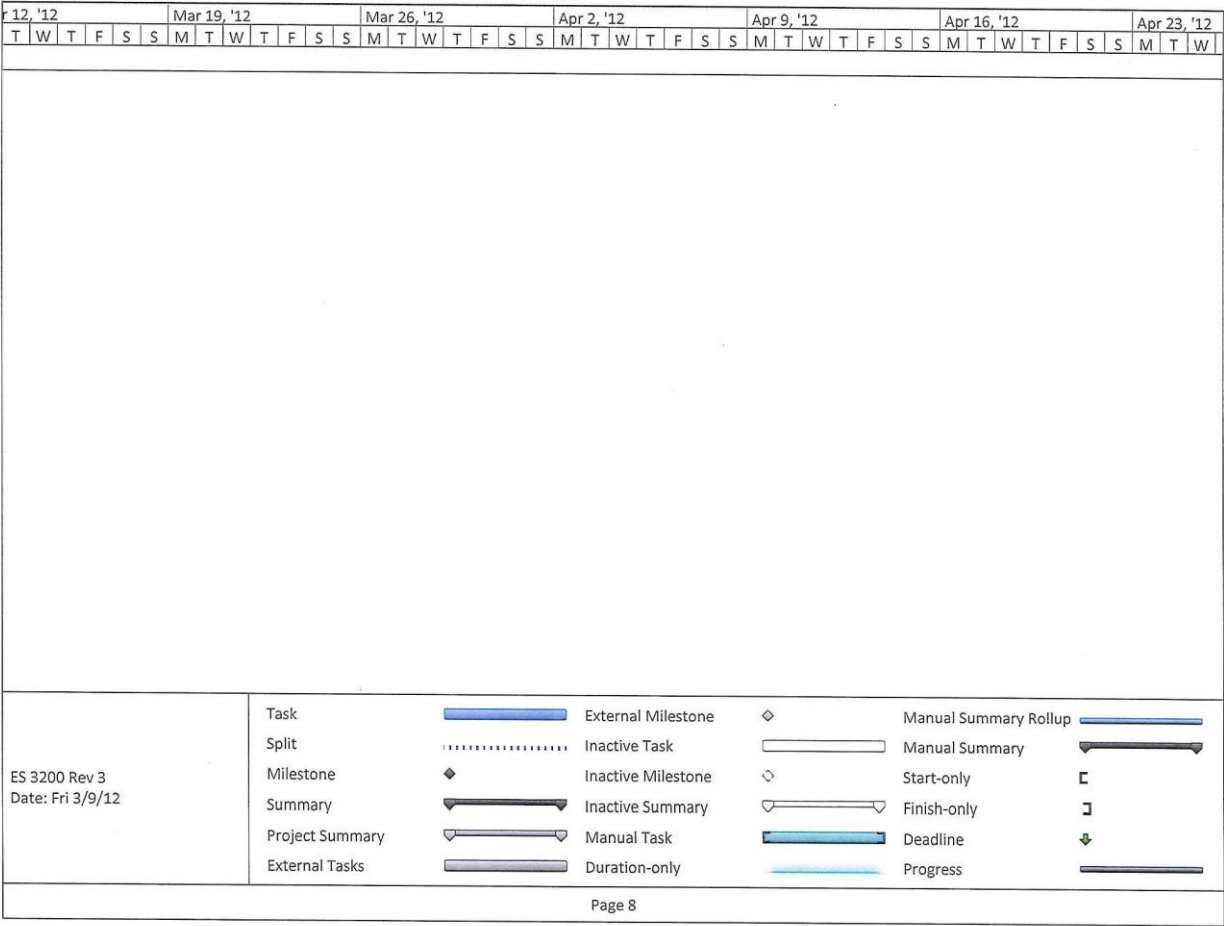 r 12, '12 Mar 19, '12 Mar 26, '12 Apr 2, '12 Apr 9, '12 Apr 16, '12 Apr 23, '12
T W T F S S M T W T F S S M T W T F S S M T W T F S S M T W T F S S M T W T F S S M T W
Task External Milestone Manual Summary Rollup
Split Inactive Task Manual Summary
ES 3200 Rev 3 Milestone Inactive Milestone Start-only
Date: Fri 3/9/12 Summary Inactive Summary Finish-only
Project Summary Manual Task Deadline
External Tasks Duration-only Progress
Page 8